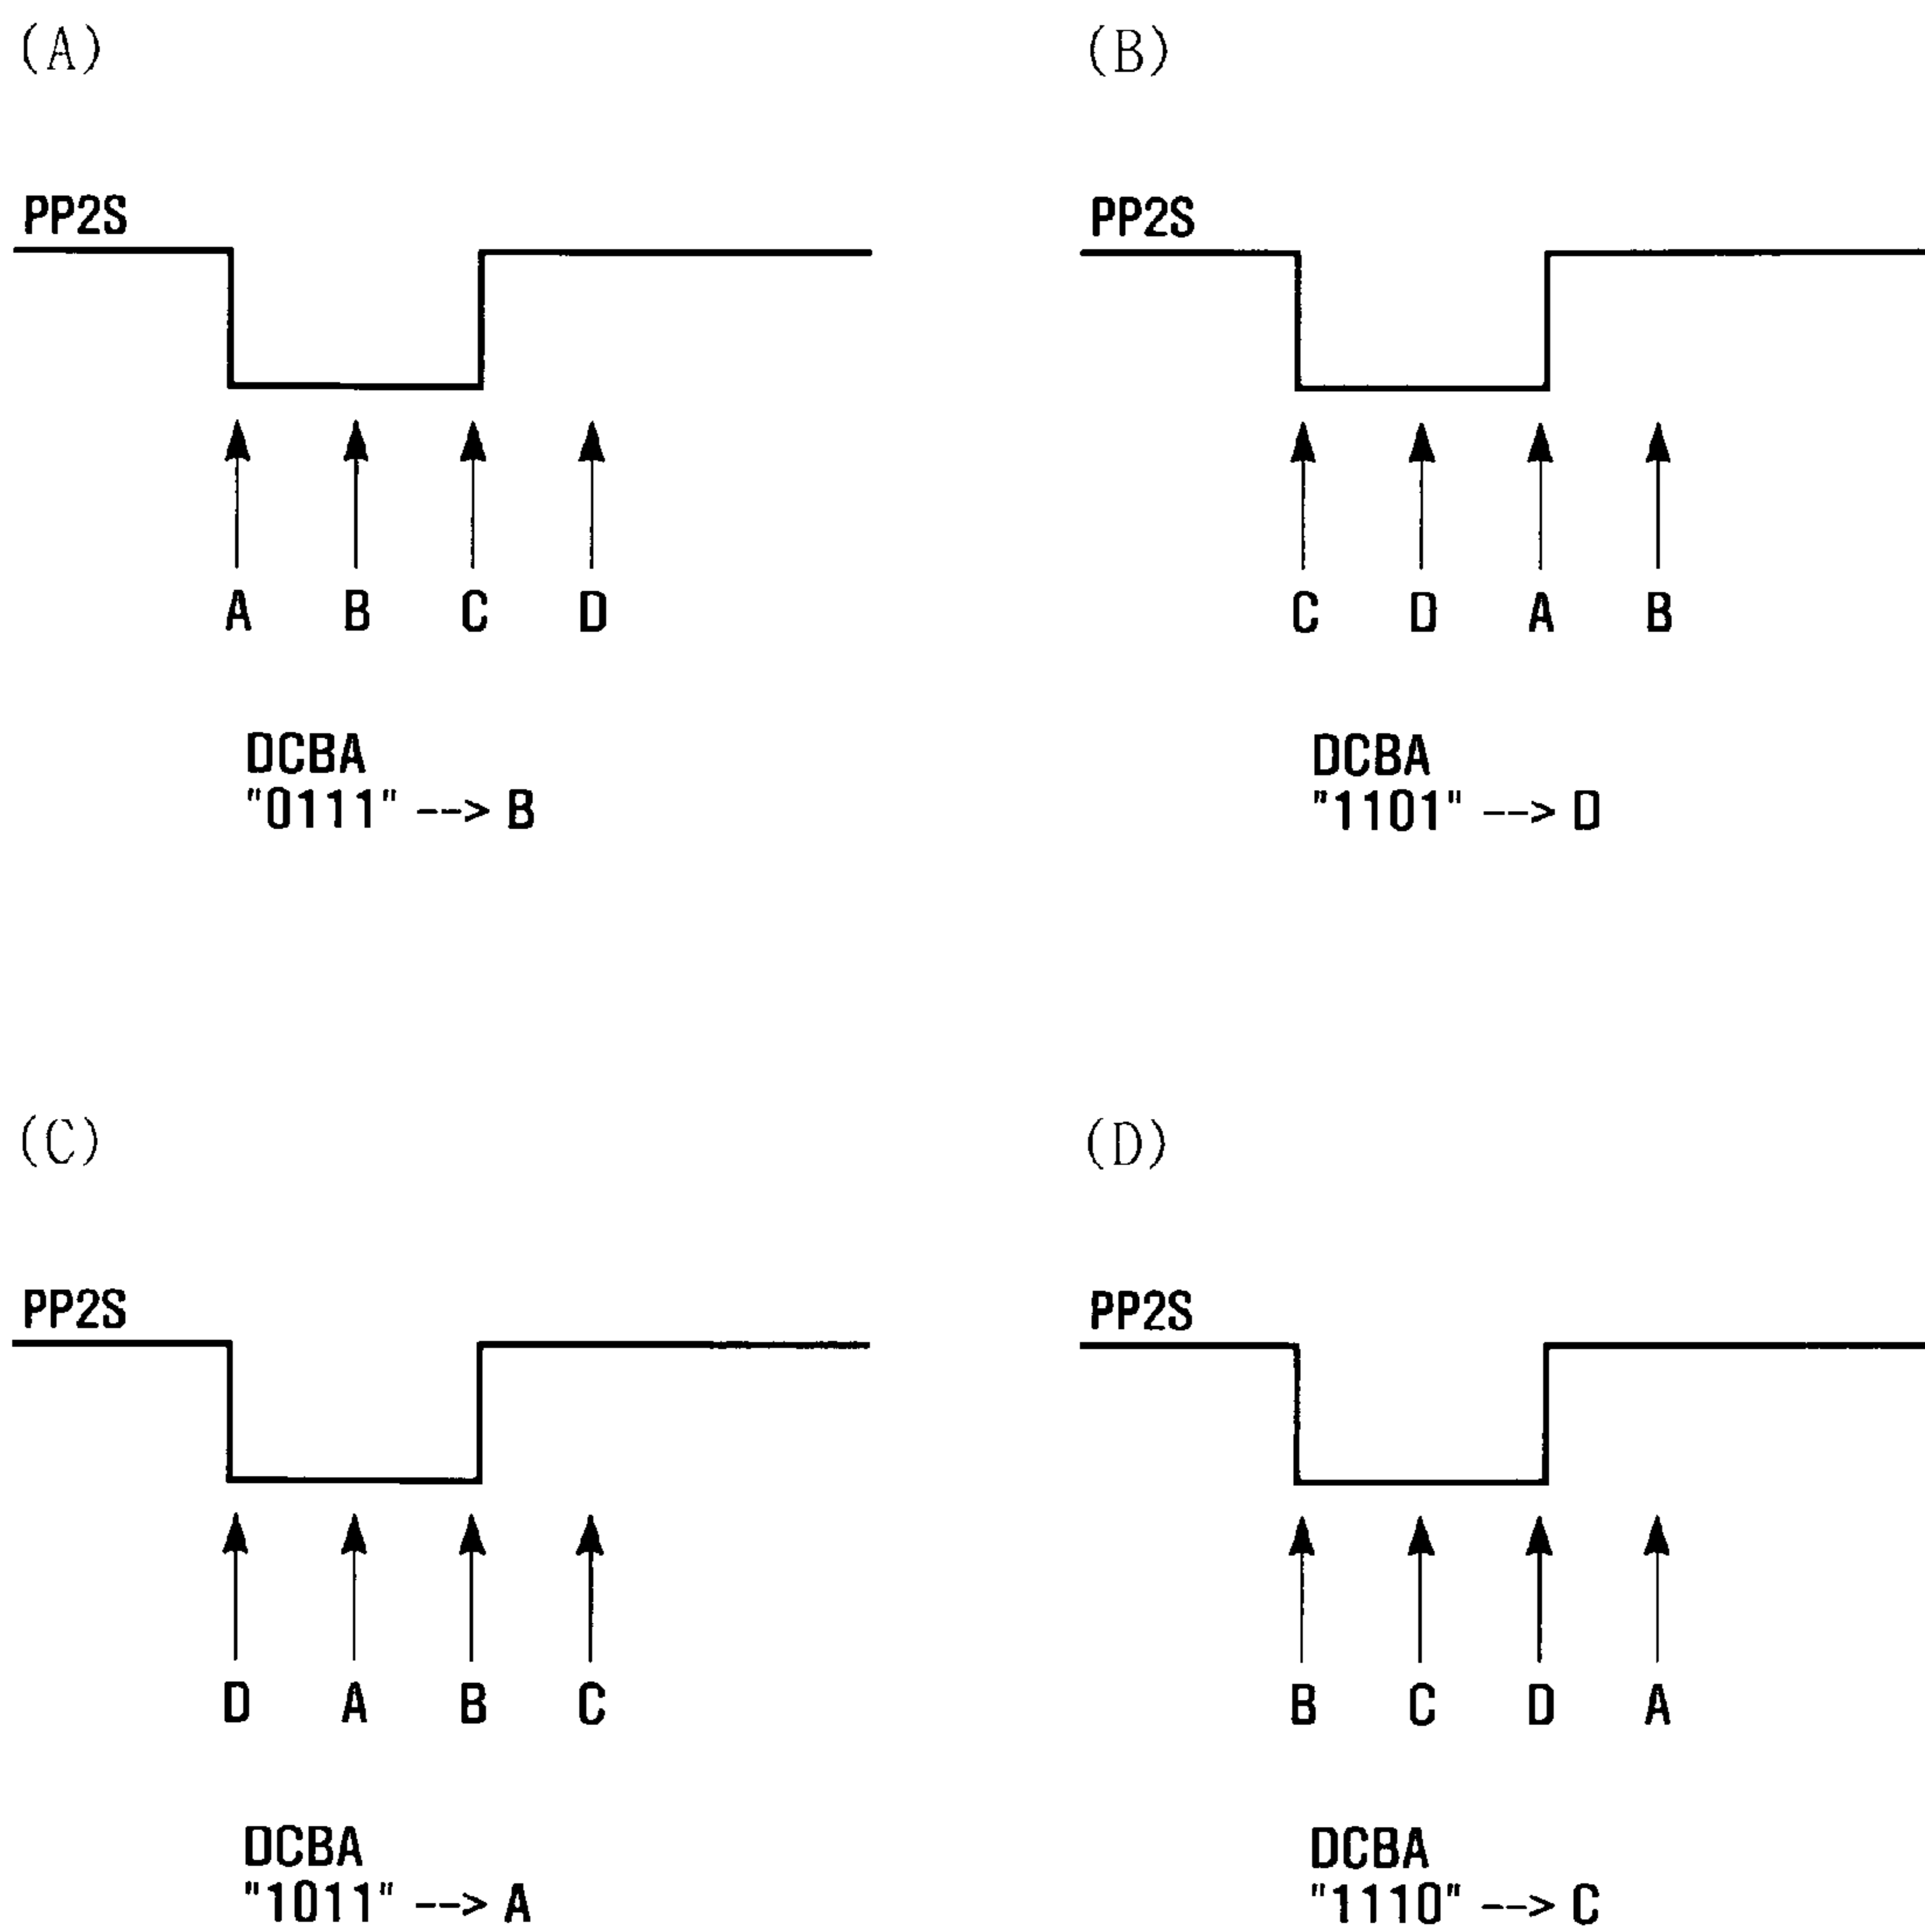 (A)
PP2S
A B C D
DCBA
"0111" --> B
(B)
PP2S
C D A B
DCBA
"1101" --> D
(C)
PP2S
D A B C
DCBA
"1011" --> A
(D)
PP2S
B C D A
DCBA
"1110" --> C